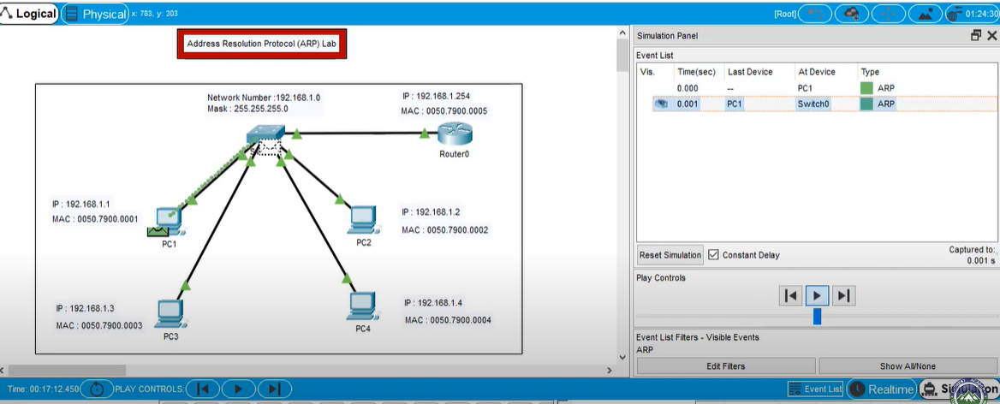 Logical
Physical
x: 783, y: 303
[Root]
01:24:30
Address Resolution Protocol (ARP) Lab
Network Number :192.168.1.0
Mask : 255.255.255.0
IP : 192.168.1.254
MAC : 0050.7900.0005
Router0
IP : 192.168.1.1
MAC : 0050.7900.0001
PC1
IP : 192.168.1.2
MAC : 0050.7900.0002
PC2
IP : 192.168.1.3
MAC : 0050.7900.0003
PC3
IP : 192.168.1.4
MAC : 0050.7900.0004
PC4
Simulation Panel
Event List
Vis. Time(sec) Last Device At Device Type
0.000 -- PC1 ARP
0.001 PC1 Switch0 ARP
Reset Simulation
Constant Delay
Captured to:
0.001 s
Play Controls
Event List Filters - Visible Events
ARP
Edit Filters
Show All/None
Time: 00:17:12.450
PLAY CONTROLS:
Event List
Realtime